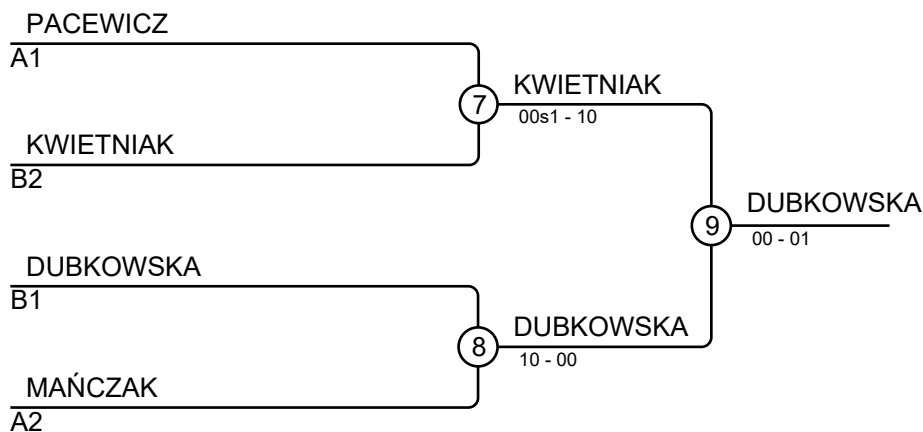 PACEWICZ
A1
7
KWIETNIAK
00s1 - 10
KWIETNIAK
B2
9
DUBKOWSKA
00 - 01
DUBKOWSKA
B1
8
DUBKOWSKA
10 - 00
MAŃCZAK
A2